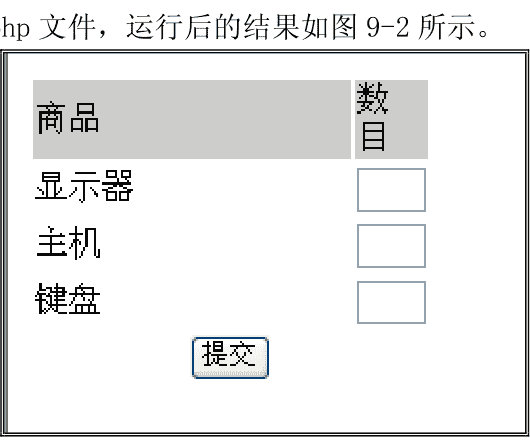 hp 文件，运行后的结果如图 9-2 所示。
商品 数
目
显示器
主机
键盘
提交